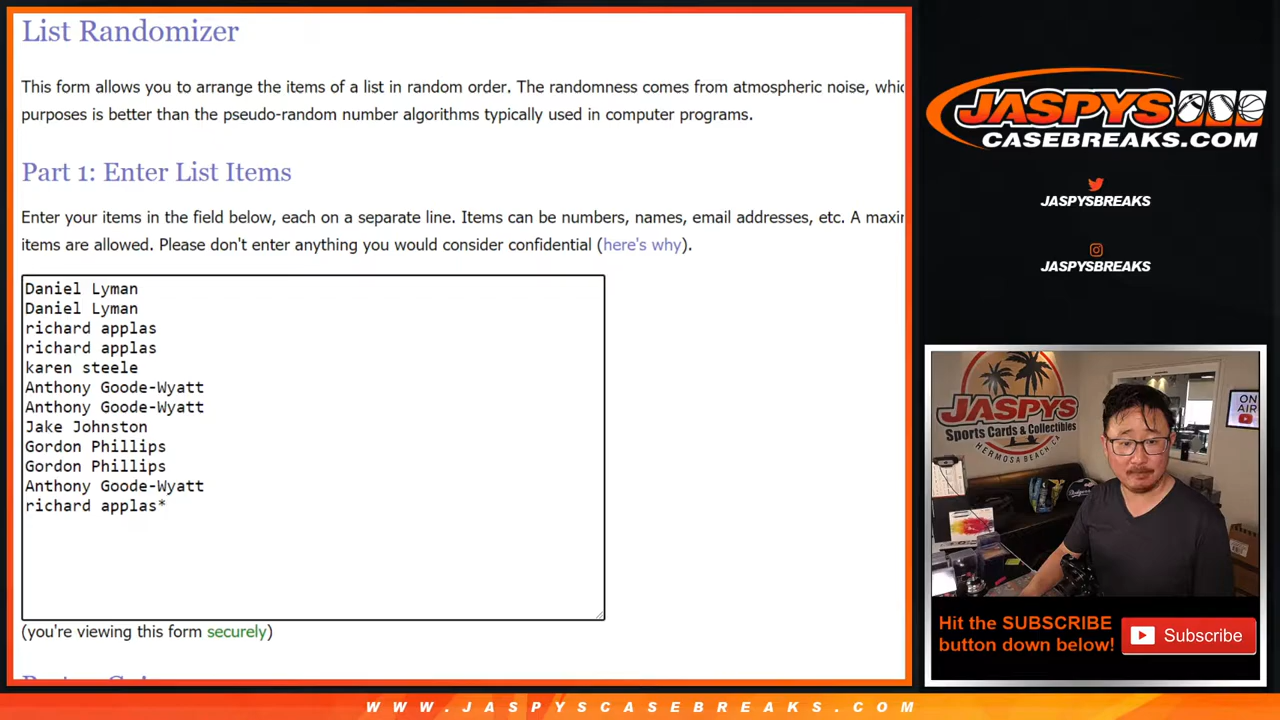 List Randomizer
This form allows you to arrange the items of a list in random order. The randomness comes from atmospheric noise, whic
purposes is better than the pseudo-random number algorithms typically used in computer programs.
Part 1: Enter List Items
Enter your items in the field below, each on a separate line. Items can be numbers, names, email addresses, etc. A maxin
items are allowed. Please don't enter anything you would consider confidential (here's why).
Daniel Lyman
Daniel Lyman
richard applas
richard applas
karen steele
Anthony Goode-Wyatt
Anthony Goode-Wyatt
Jake Johnston
Gordon Phillips
Gordon Phillips
Anthony Goode-Wyatt
richard applas*
(you're viewing this form securely)
JASPYS
CASEBREAKS.COM
JASPYSBREAKS
JASPYSBREAKS
JASPYS
Sports Cards & Collectibles
HERMOSA BEACH, CA
ON
AIR
Dodgers
Hit the SUBSCRIBE
button down below!
Subscribe
WWW.JASPYSCASEBREAKS.COM